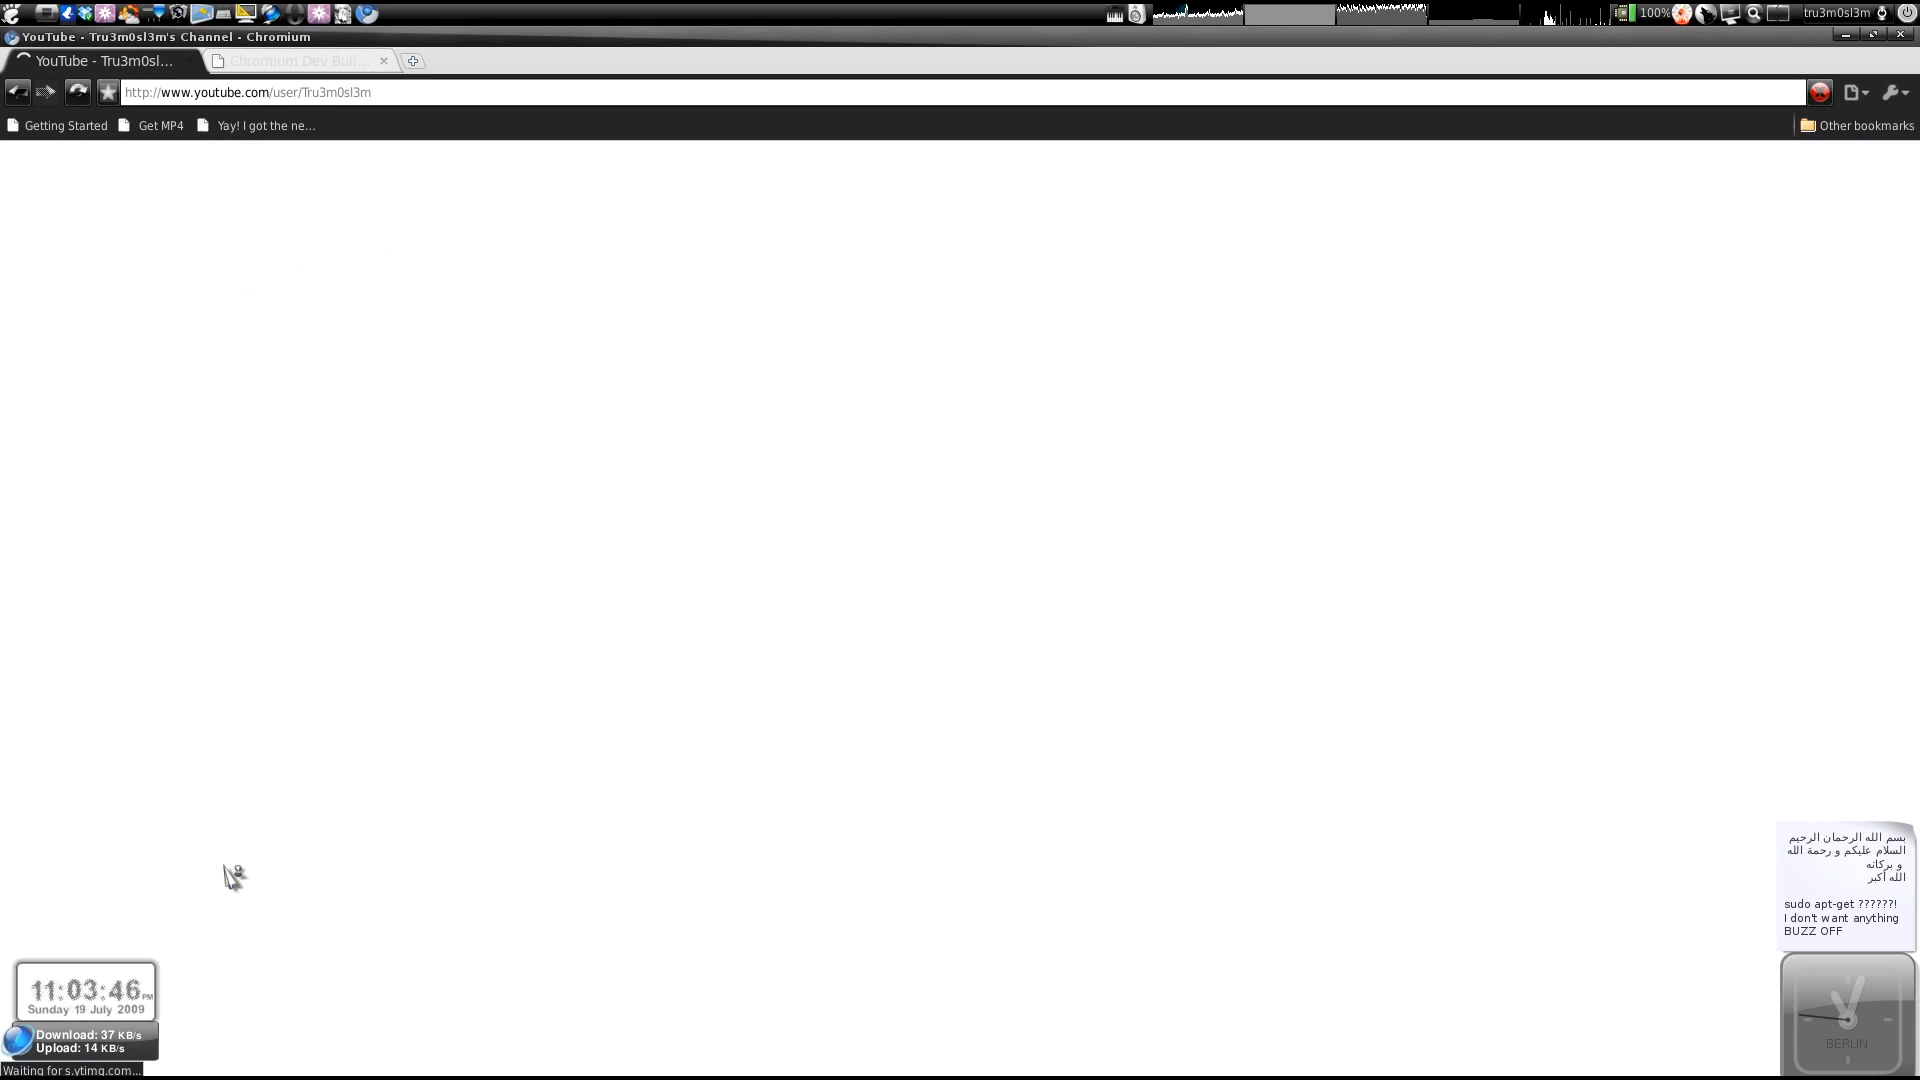 100%
tru3m0sl3m
YouTube - Tru3m0sl3m's Channel - Chromium
YouTube - Tru3m0sl...
Chromium Dev Buil...
http://www.youtube.com/user/Tru3m0sl3m
Getting Started
Get MP4
Yay! I got the ne...
Other bookmarks
بسم الله الرحمان الرحيم
السلام عليكم و رحمة الله
و بركاته
الله أكبر
sudo apt-get ??????!
I don't want anything
BUZZ OFF
11:03:46 PM
Sunday 19 July 2009
Download: 37 KB/s
Upload: 14 KB/s
BERLIN
Waiting for s.ytimg.com...